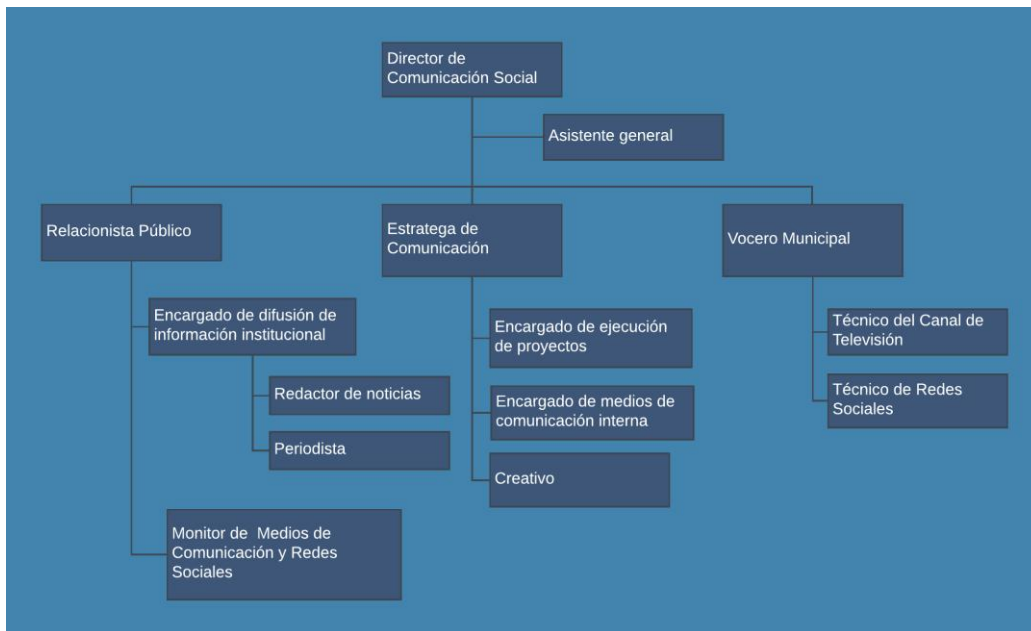 Director de
Comunicación Social
Asistente general
Relacionista Público
Estratega de
Comunicación
Vocero Municipal
Encargado de difusión de
información institucional
Redactor de noticias
Periodista
Monitor de Medios de
Comunicación y Redes
Sociales
Encargado de ejecución
de proyectos
Encargado de medios de
comunicación interna
Creativo
Técnico del Canal de
Televisión
Técnico de Redes
Sociales